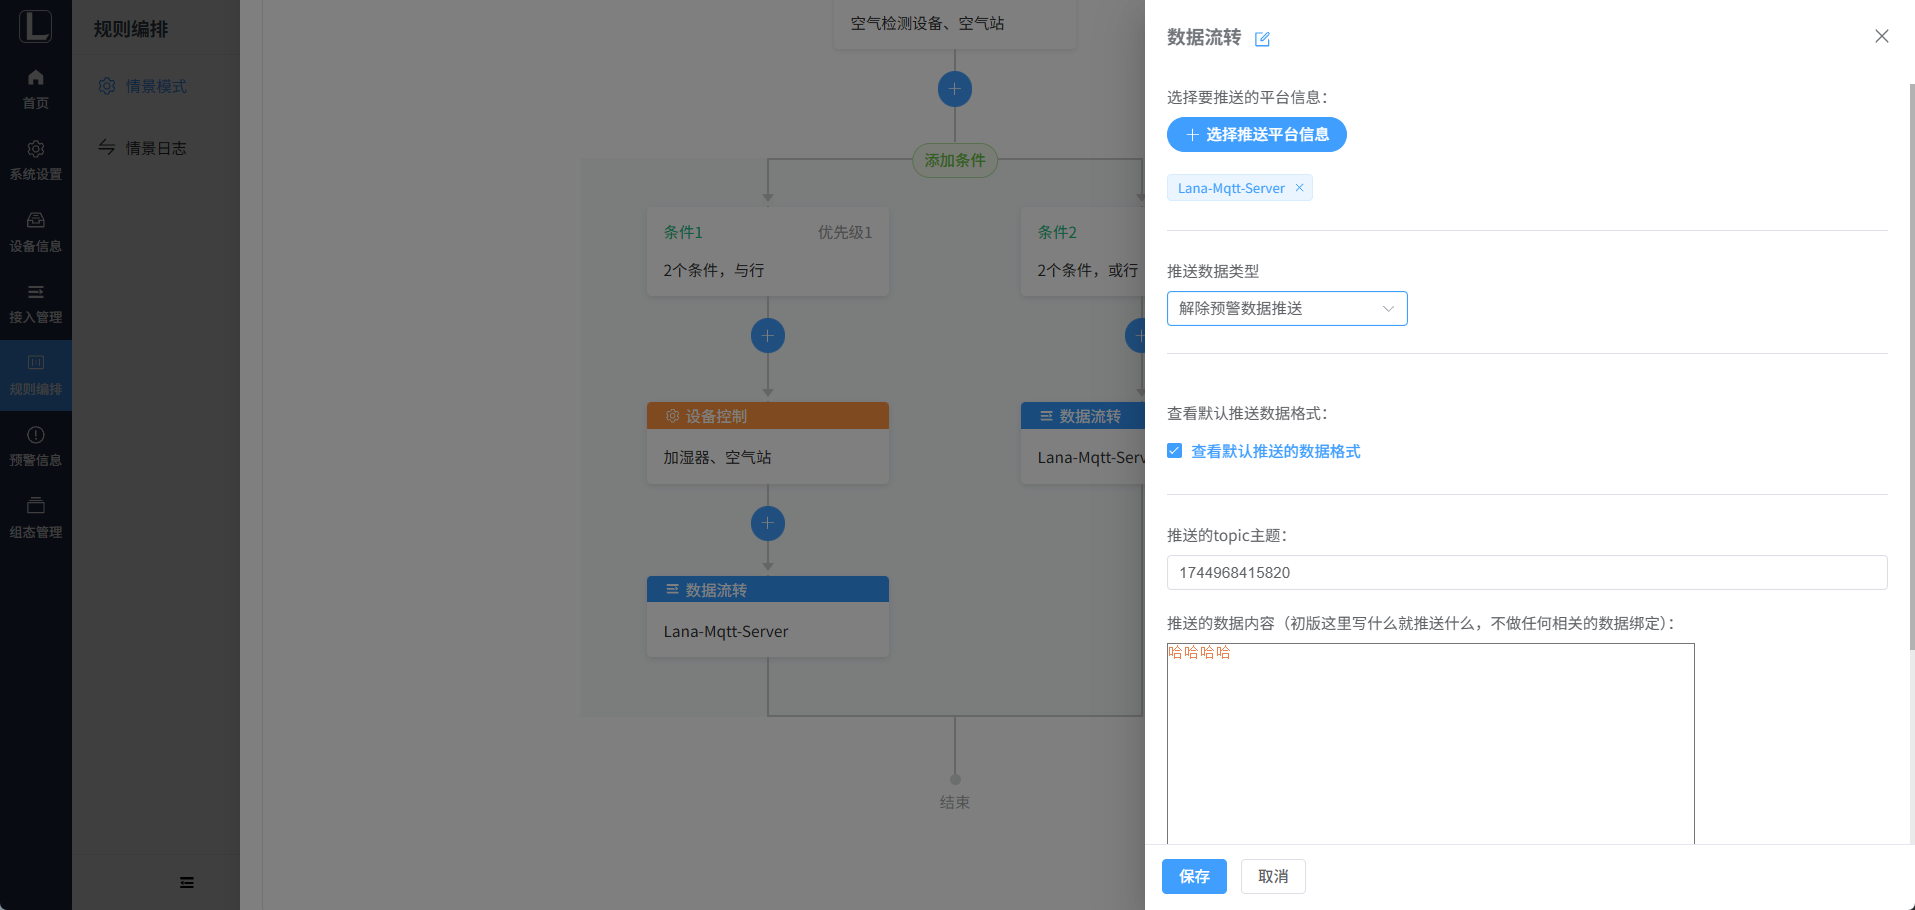 规则编排
首页
系统设置
设备信息
接入管理
规则编排
预警信息
组态管理
情景模式
情景日志
空气检测设备、空气站
添加条件
条件1 优先级1
2个条件，与行
条件2
2个条件，或行
设备控制
加湿器、空气站
数据流转
Lana-Mqtt-Serv
数据流转
Lana-Mqtt-Server
结束
数据流转
选择要推送的平台信息：
选择推送平台信息
Lana-Mqtt-Server
推送数据类型
解除预警数据推送
查看默认推送数据格式：
查看默认推送的数据格式
推送的topic主题：
1744968415820
推送的数据内容（初版这里写什么就推送什么，不做任何相关的数据绑定）：
哈哈哈哈
保存 取消